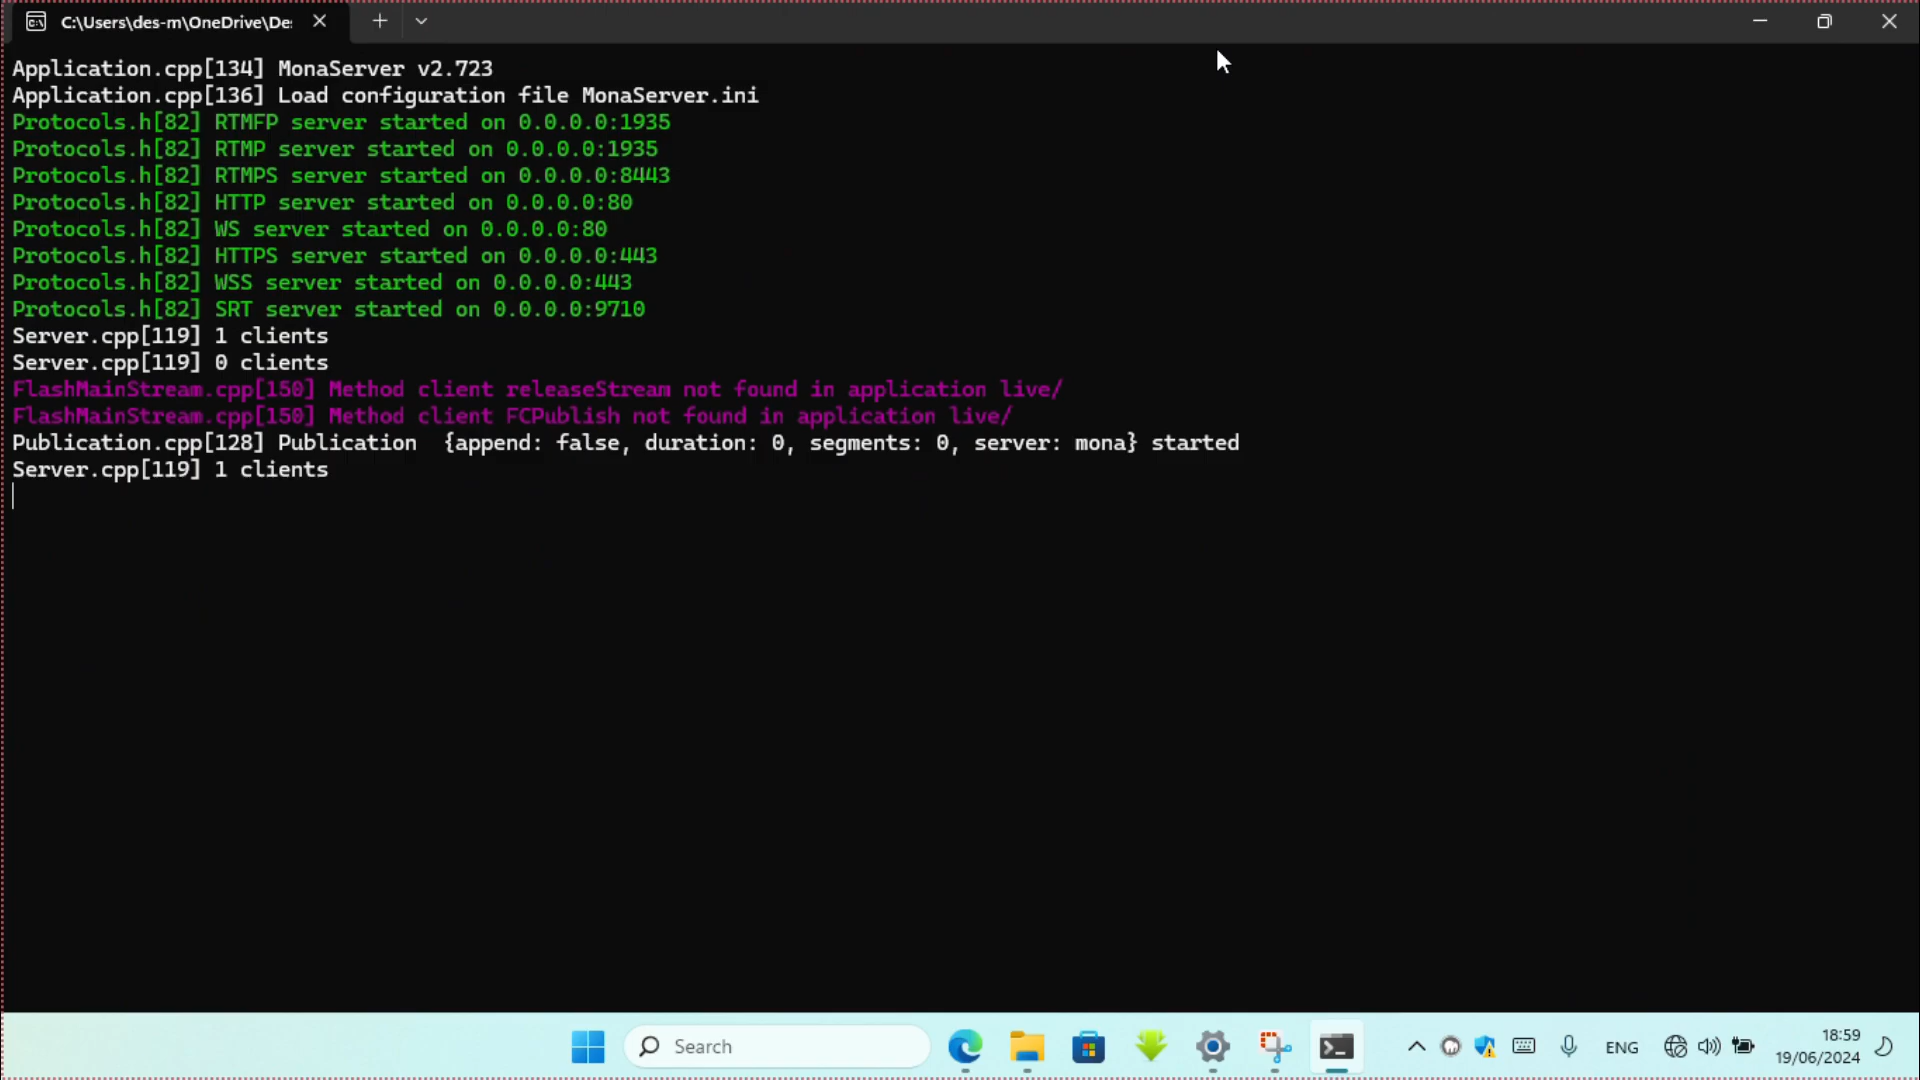 C:\Users\des-m\OneDrive\De:
Application.cpp[134] MonaServer v2.723
Application.cpp[136] Load configuration file MonaServer.ini
Protocols.h[82] RTMFP server started on 0.0.0.0:1935
Protocols.h[82] RTMP server started on 0.0.0.0:1935
Protocols.h[82] RTMPS server started on 0.0.0.0:8443
Protocols.h[82] HTTP server started on 0.0.0.0:80
Protocols.h[82] WS server started on 0.0.0.0:80
Protocols.h[82] HTTPS server started on 0.0.0.0:443
Protocols.h[82] WSS server started on 0.0.0.0:443
Protocols.h[82] SRT server started on 0.0.0.0:9710
Server.cpp[119] 1 clients
Server.cpp[119] 0 clients
FlashMainStream.cpp[150] Method client releaseStream not found in application live/
FlashMainStream.cpp[150] Method client FCPublish not found in application live/
Publication.cpp[128] Publication  {append: false, duration: 0, segments: 0, server: mona} started
Server.cpp[119] 1 clients
Search
ENG
18:59
19/06/2024